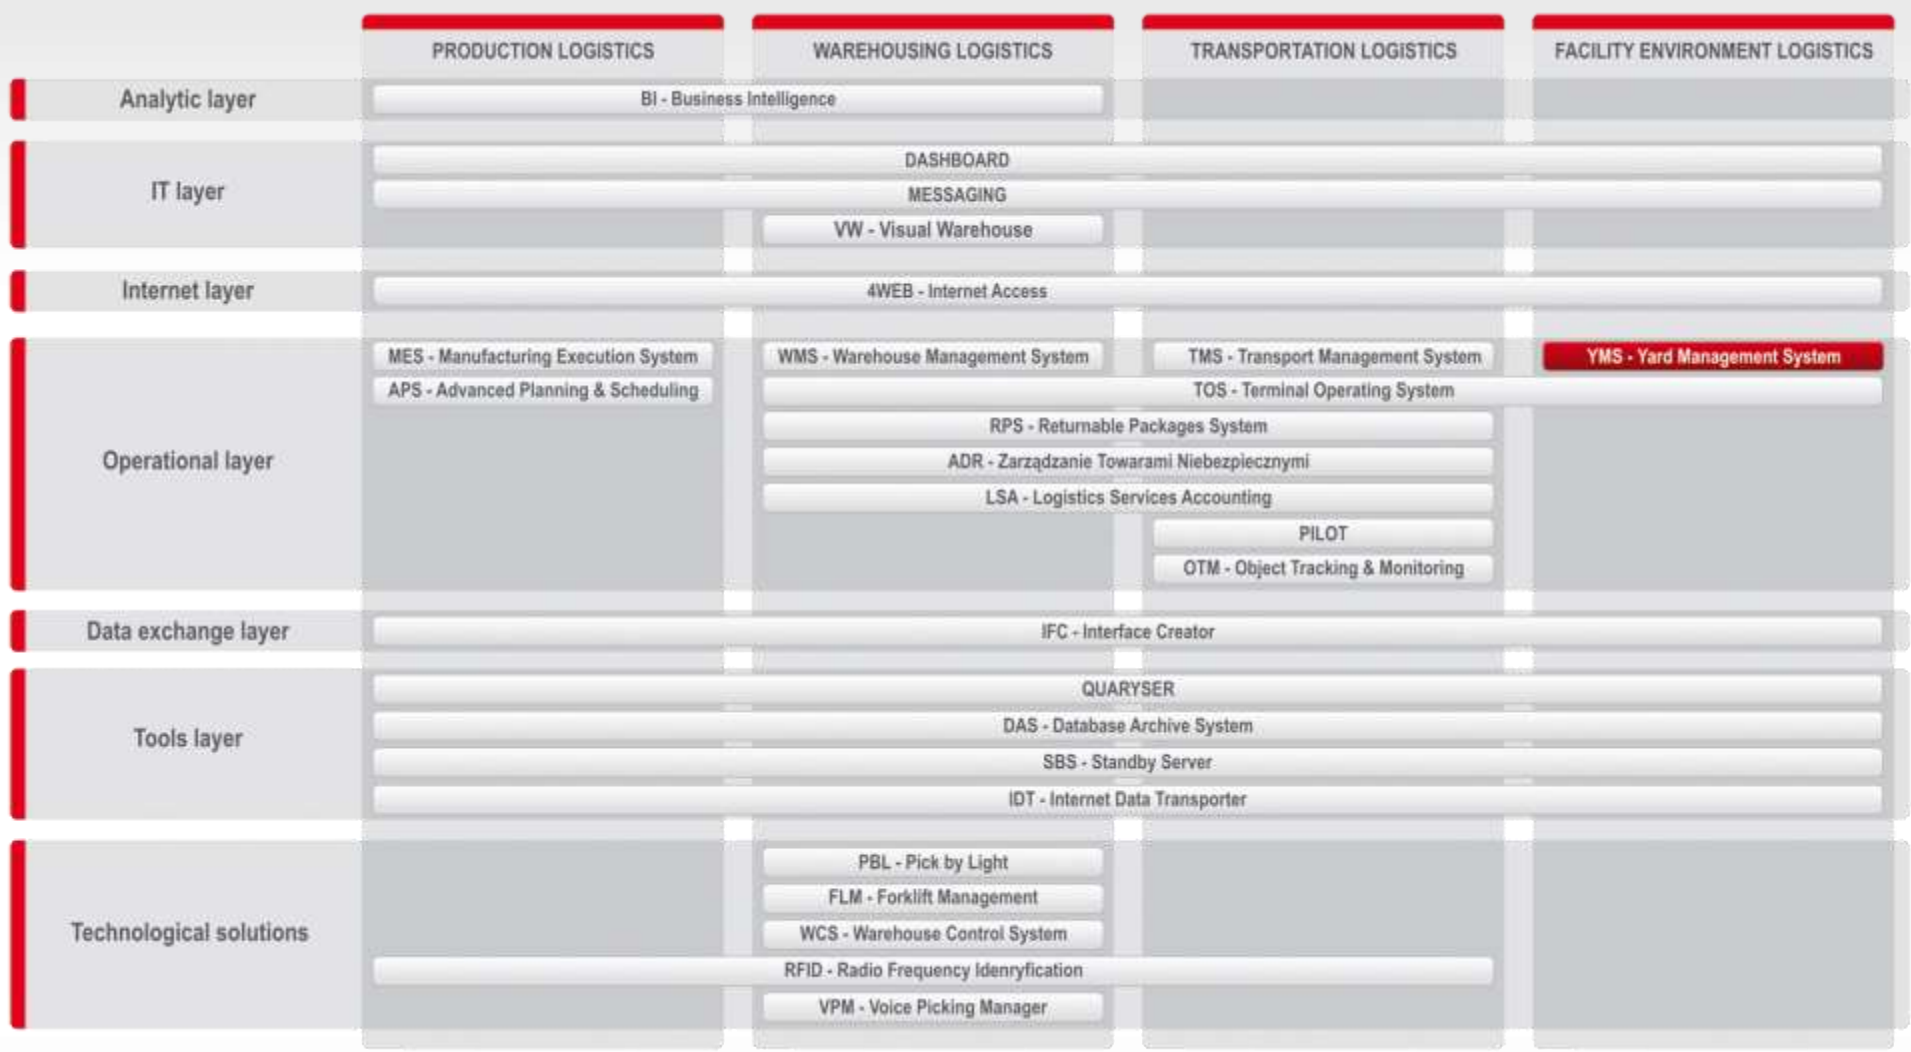 PRODUCTION LOGISTICS
WAREHOUSING LOGISTICS
TRANSPORTATION LOGISTICS
FACILITY ENVIRONMENT LOGISTICS
Analytic layer
BI - Business Intelligence
IT layer
DASHBOARD
MESSAGING
VW - Visual Warehouse
Internet layer
4WEB - Internet Access
Operational layer
MES - Manufacturing Execution System
WMS - Warehouse Management System
TMS - Transport Management System
YMS - Yard Management System
APS - Advanced Planning & Scheduling
TOS - Terminal Operating System
RPS - Returnable Packages System
ADR - Zarządzanie Towarami Niebezpiecznymi
LSA - Logistics Services Accounting
PILOT
OTM - Object Tracking & Monitoring
Data exchange layer
IFC - Interface Creator
Tools layer
QUARYSER
DAS - Database Archive System
SBS - Standby Server
IDT - Internet Data Transporter
Technological solutions
PBL - Pick by Light
FLM - Forklift Management
WCS - Warehouse Control System
RFID - Radio Frequency Idenryfication
VPM - Voice Picking Manager